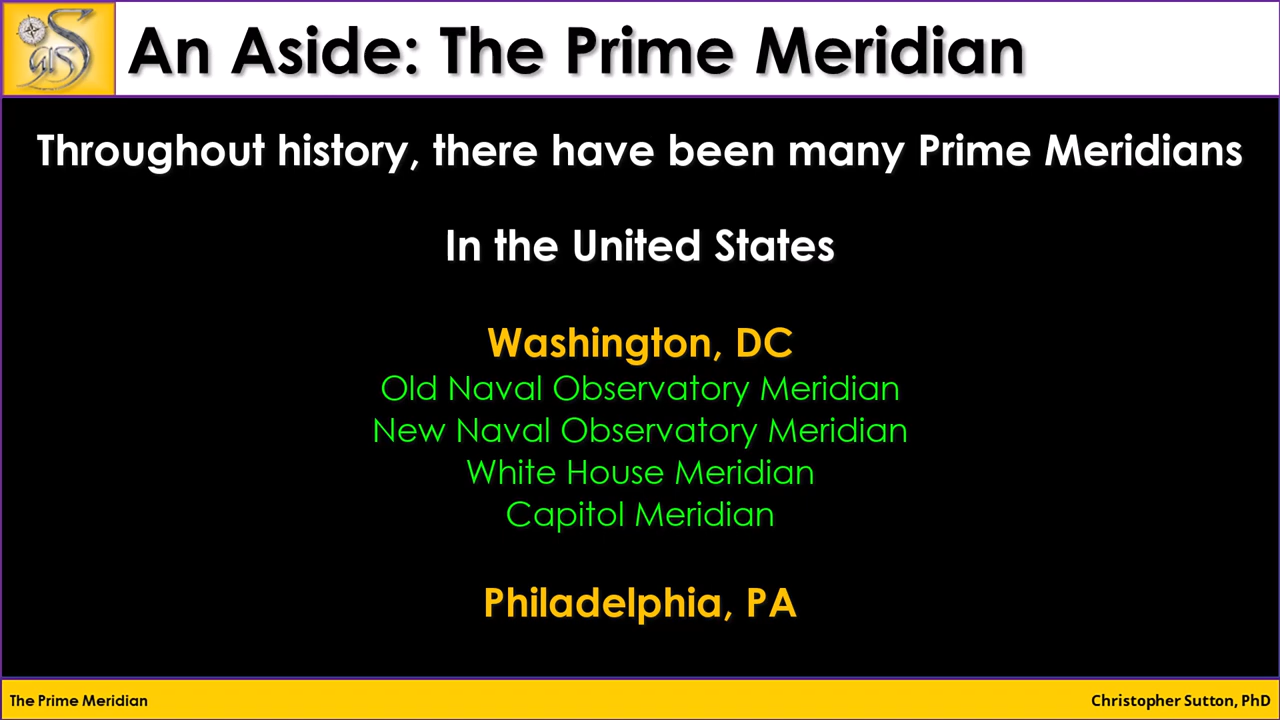 GIS
An Aside: The Prime Meridian
Throughout history, there have been many Prime Meridians
In the United States
Washington, DC
Old Naval Observatory Meridian
New Naval Observatory Meridian
White House Meridian
Capitol Meridian
Philadelphia, PA
The Prime Meridian
Christopher Sutton, PhD